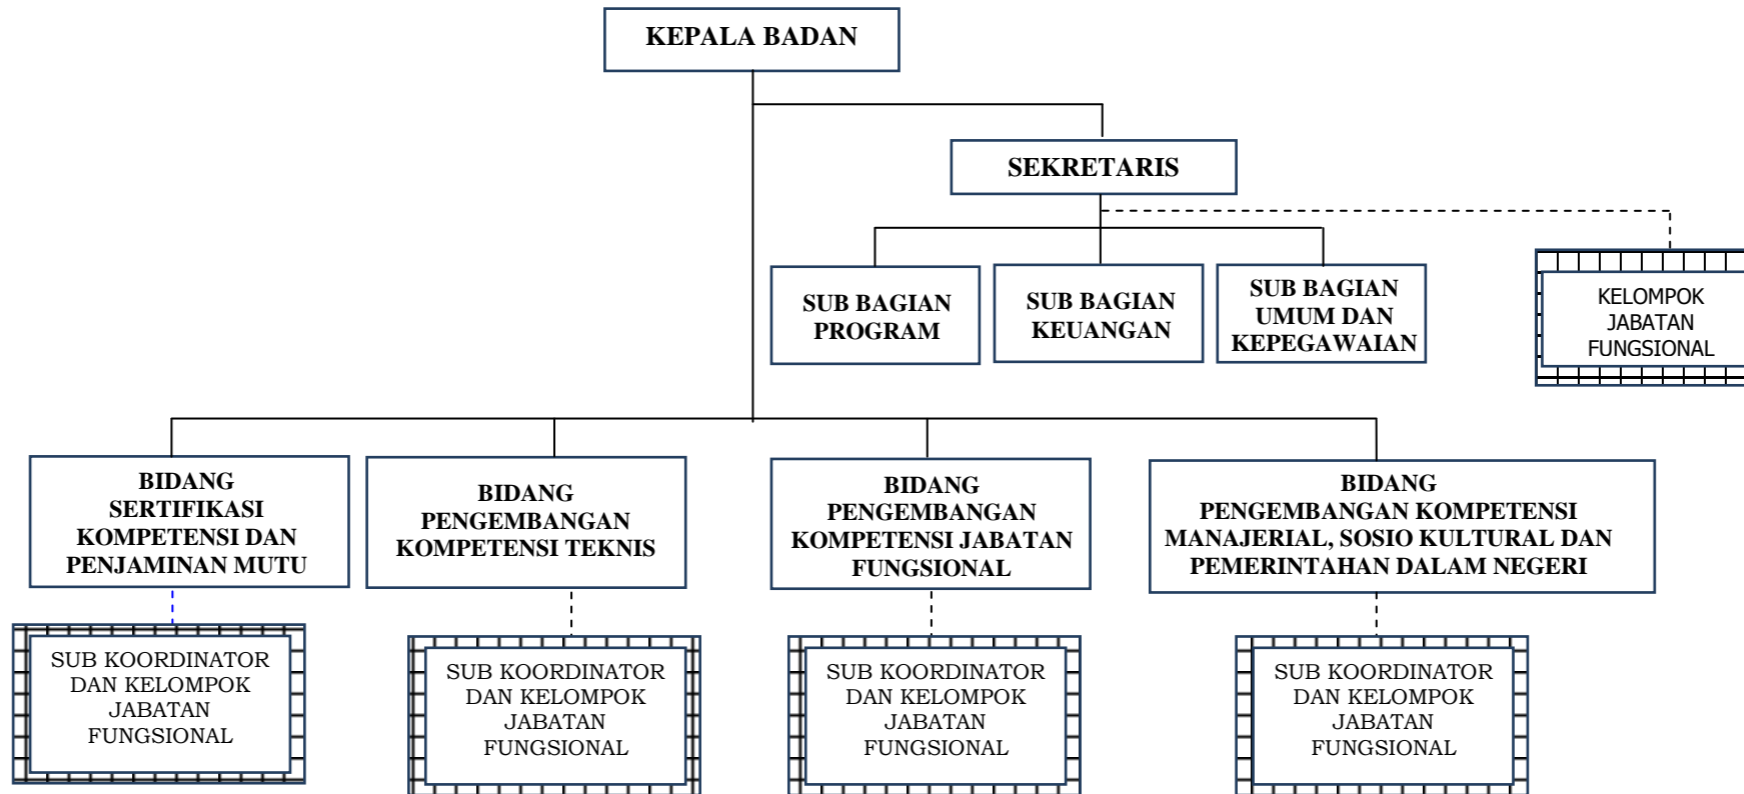 KEPALA BADAN
SEKRETARIS
SUB BAGIAN
PROGRAM
SUB BAGIAN
KEUANGAN
SUB BAGIAN
UMUM DAN
KEPEGAWAIAN
KELOMPOK
JABATAN
FUNGSIONAL
BIDANG
SERTIFIKASI
KOMPETENSI DAN
PENJAMINAN MUTU
BIDANG
PENGEMBANGAN
KOMPETENSI TEKNIS
BIDANG
PENGEMBANGAN
KOMPETENSI JABATAN
FUNGSIONAL
BIDANG
PENGEMBANGAN KOMPETENSI
MANAJERIAL, SOSIO KULTURAL DAN
PEMERINTAHAN DALAM NEGERI
SUB KOORDINATOR
DAN KELOMPOK
JABATAN
FUNGSIONAL
SUB KOORDINATOR
DAN KELOMPOK
JABATAN
FUNGSIONAL
SUB KOORDINATOR
DAN KELOMPOK
JABATAN
FUNGSIONAL
SUB KOORDINATOR
DAN KELOMPOK
JABATAN
FUNGSIONAL